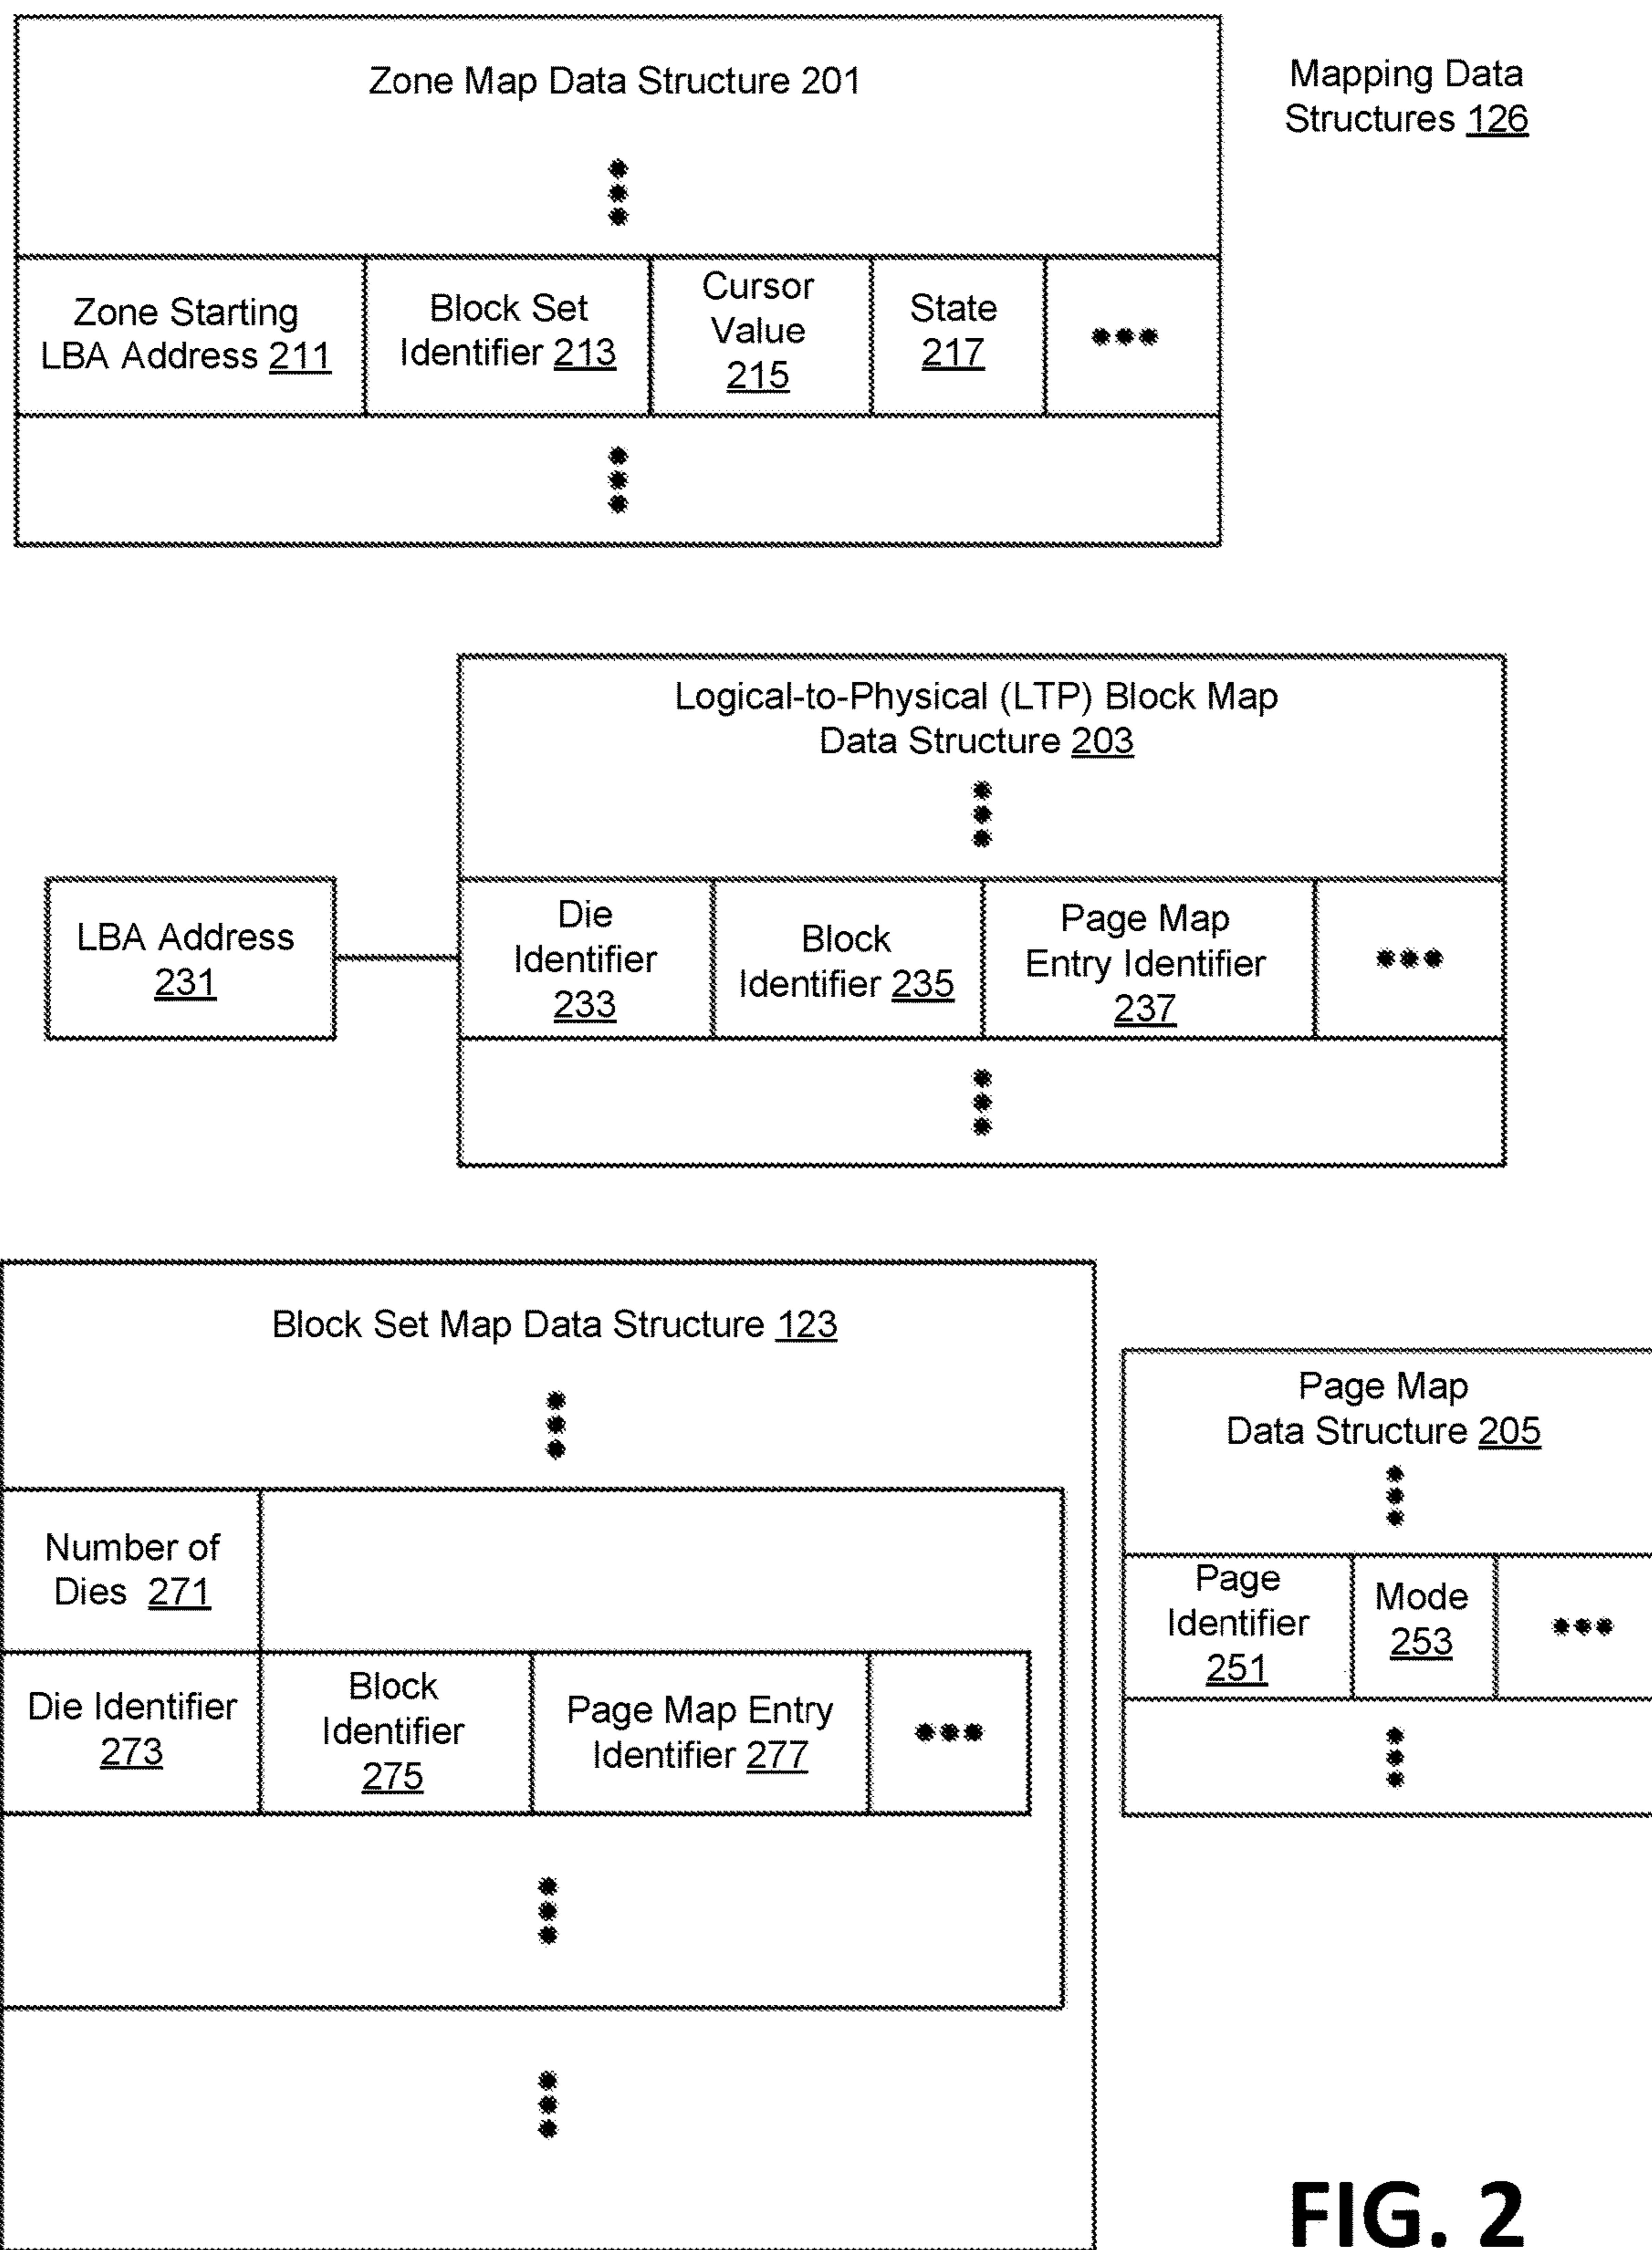 Zone Map Data Structure 201
Mapping Data
Structures 126
Zone Starting
LBA Address 211
Block Set
Identifier 213
Cursor
Value
215
State
217
Logical-to-Physical (LTP) Block Map
Data Structure 203
LBA Address
231
Die
Identifier
233
Block
Identifier 235
Page Map
Entry Identifier
237
Block Set Map Data Structure 123
Number of
Dies 271
Die Identifier
273
Block
Identifier
275
Page Map Entry
Identifier 277
Page Map
Data Structure 205
Page
Identifier
251
Mode
253
FIG. 2